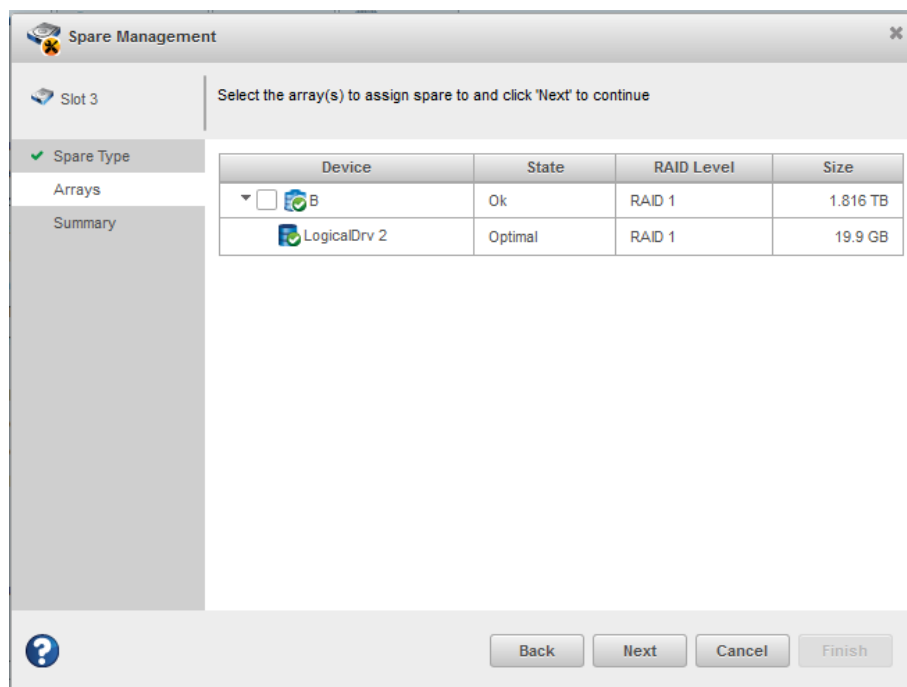 Spare Management
Slot 3
Select the array(s) to assign spare to and click 'Next' to continue
Spare Type
Arrays
Summary
Device State RAID Level Size
B Ok RAID 1 1.816 TB
LogicalDrv 2 Optimal RAID 1 19.9 GB
Back Next Cancel Finish